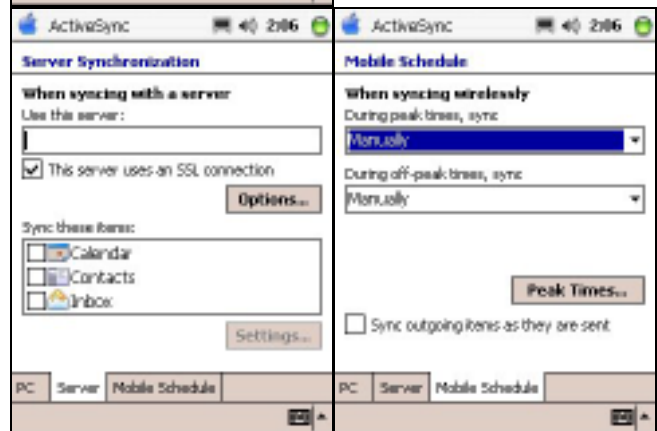 ActiveSync 2:06
Server Synchronization
When syncing with a server
Use this server:
This server uses an SSL connection
Options...
Sync these items:
Calendar
Contacts
Inbox
Settings...
PC Server Mobile Schedule
ActiveSync 2:06
Mobile Schedule
When syncing wirelessly
During peak times, sync
Manually
During off-peak times, sync
Manually
Peak Times...
Sync outgoing items as they are sent
PC Server Mobile Schedule